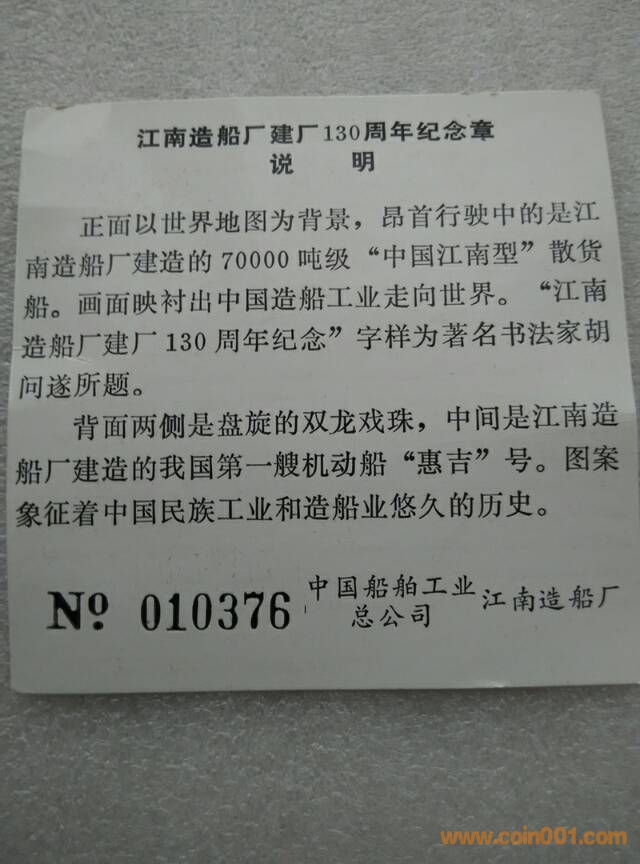 江南造船厂建厂130周年纪念章
说 明
正面以世界地图为背景，昂首行驶中的是江
南造船厂建造的 70000 吨级“中国江南型”散货
船。画面映衬出中国造船工业走向世界。“江南
造船厂建厂 130 周年纪念”字样为著名书法家胡
问遂所题。
背面两侧是盘旋的双龙戏珠，中间是江南造
船厂建造的我国第一艘机动船“惠吉”号。图案
象征着中国民族工业和造船业悠久的历史。
№ 010376 中国船舶工业总公司 江南造船厂
www.coin001.com